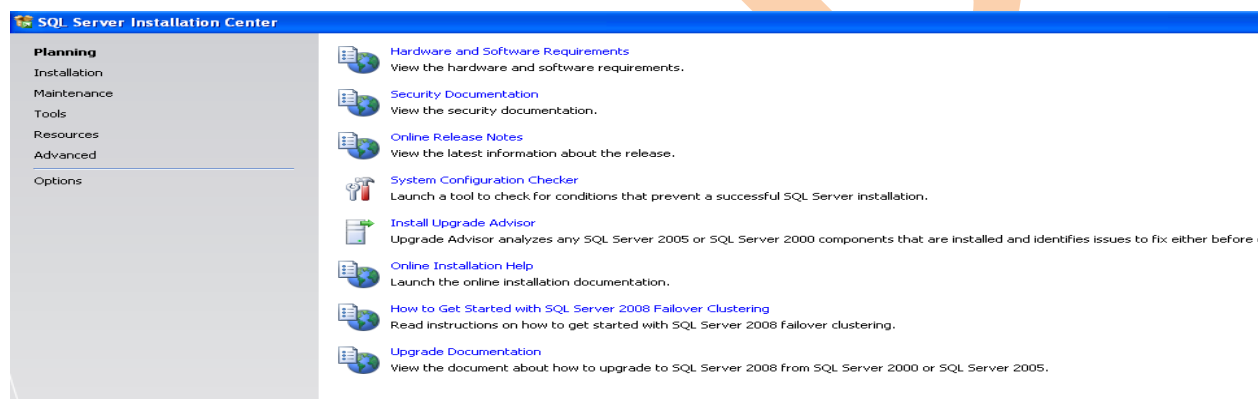 SQL Server Installation Center
Planning
Installation
Maintenance
Tools
Resources
Advanced
Options
Hardware and Software Requirements
View the hardware and software requirements.
Security Documentation
View the security documentation.
Online Release Notes
View the latest information about the release.
System Configuration Checker
Launch a tool to check for conditions that prevent a successful SQL Server installation.
Install Upgrade Advisor
Upgrade Advisor analyzes any SQL Server 2005 or SQL Server 2000 components that are installed and identifies issues to fix either before
Online Installation Help
Launch the online installation documentation.
How to Get Started with SQL Server 2008 Failover Clustering
Read instructions on how to get started with SQL Server 2008 failover clustering.
Upgrade Documentation
View the document about how to upgrade to SQL Server 2008 from SQL Server 2000 or SQL Server 2005.